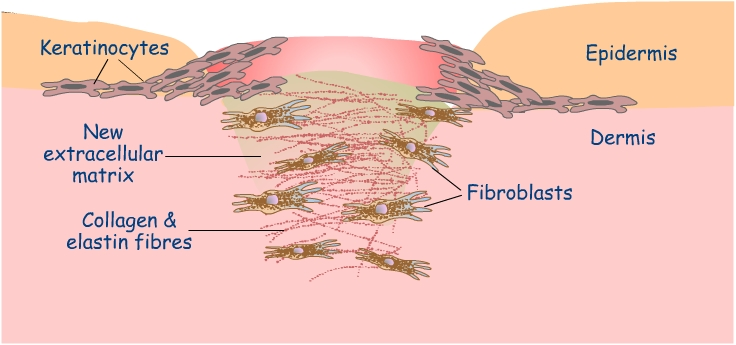 Keratinocytes
Epidermis
New
extracellular
matrix
Dermis
Fibroblasts
Collagen &
elastin fibres